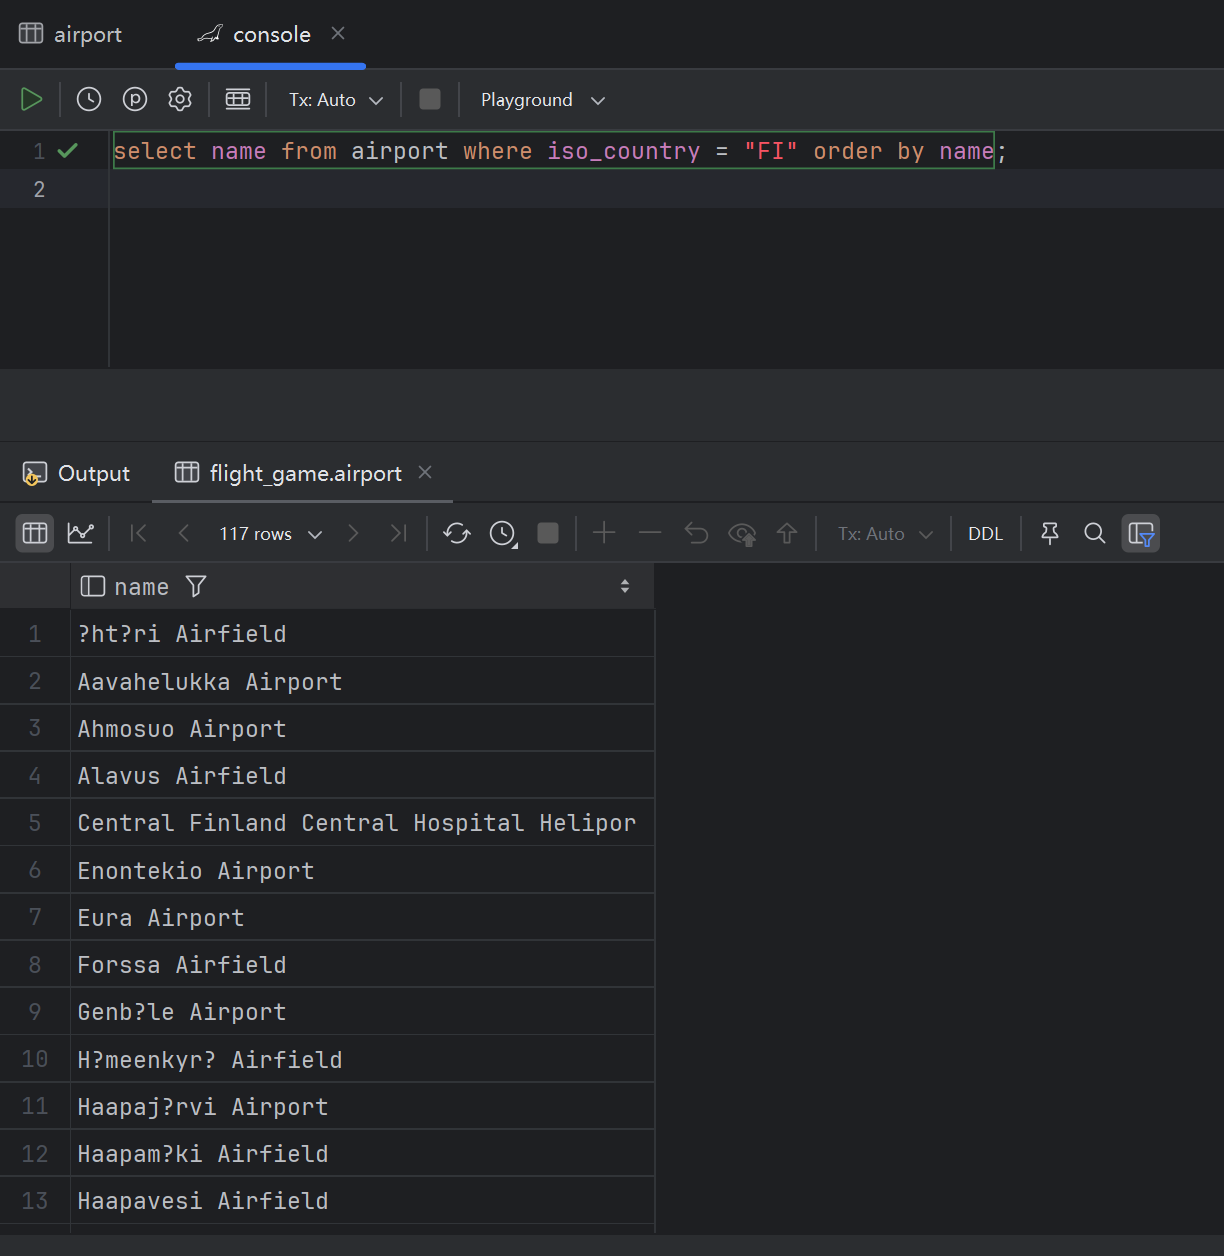 airport console
Tx: Auto Playground
1 select name from airport where iso_country = "FI" order by name;
2
Output flight_game.airport
117 rows Tx: Auto DDL
name
1 ?ht?ri Airfield
2 Aavahelukka Airport
3 Ahmosuo Airport
4 Alavus Airfield
5 Central Finland Central Hospital Helipor
6 Enontekio Airport
7 Eura Airport
8 Forssa Airfield
9 Genb?le Airport
10 H?meenkyr? Airfield
11 Haapaj?rvi Airport
12 Haapam?ki Airfield
13 Haapavesi Airfield